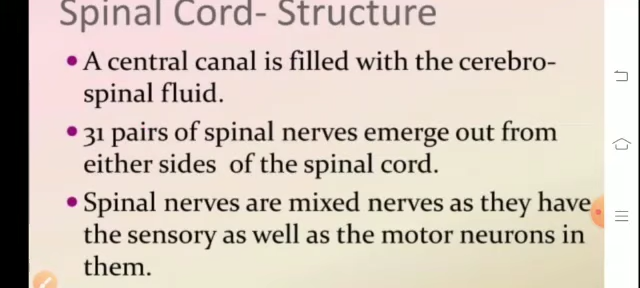 Spinal Cord- Structure
• A central canal is filled with the cerebro-
spinal fluid.
• 31 pairs of spinal nerves emerge out from
either sides of the spinal cord.
• Spinal nerves are mixed nerves as they have
the sensory as well as the motor neurons in
them.